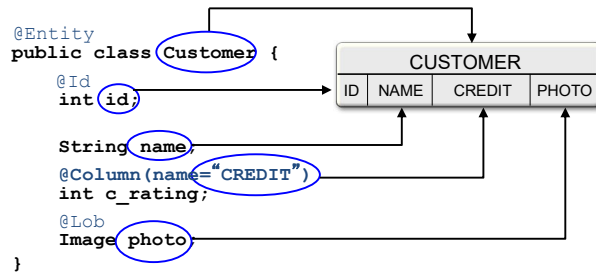 @Entity
public class Customer {
@Id
int id;
String name;
@Column(name=“CREDIT”)
int c_rating;
@Lob
Image photo;
}
CUSTOMER
ID NAME CREDIT PHOTO